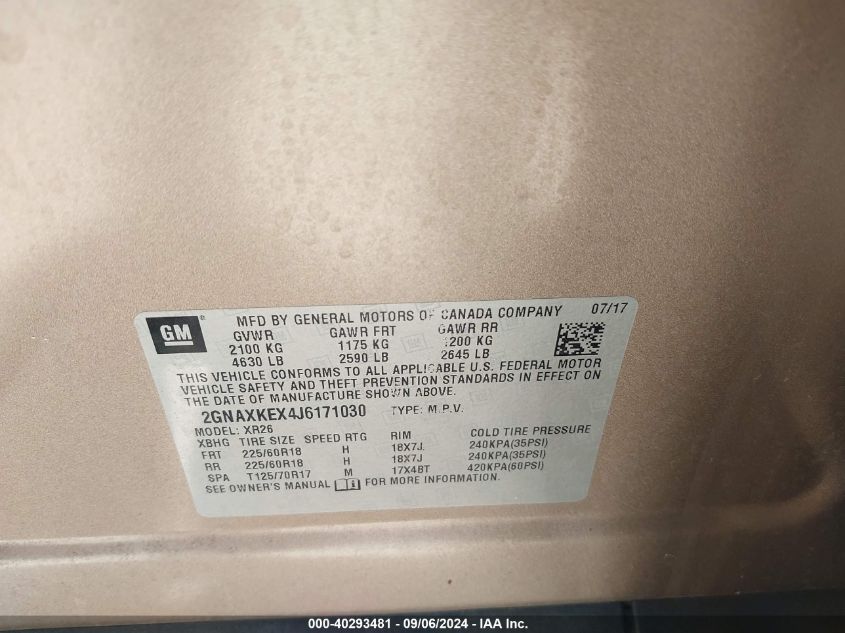 GM ®
MFD BY GENERAL MOTORS OF CANADA COMPANY 07/17
GVWR GAWR FRT GAWR RR
2100 KG 1175 KG 1200 KG
4630 LB 2590 LB 2645 LB
THIS VEHICLE CONFORMS TO ALL APPLICABLE U.S. FEDERAL MOTOR
VEHICLE SAFETY AND THEFT PREVENTION STANDARDS IN EFFECT ON
THE DATE OF MANUFACTURE SHOWN ABOVE.
2GNAXKEX4J6171030 TYPE: M.P.V.
MODEL: XR26
XBHG TIRE SIZE SPEED RTG RIM COLD TIRE PRESSURE
FRT 225/60R18 H 18X7J 240KPA(35PSI)
RR 225/60R18 H 18X7J 240KPA(35PSI)
SPA T125/70R17 M 17X4BT 420KPA(60PSI)
SEE OWNER'S MANUAL FOR MORE INFORMATION.
000-40293481 - 09/06/2024 - IAA Inc.